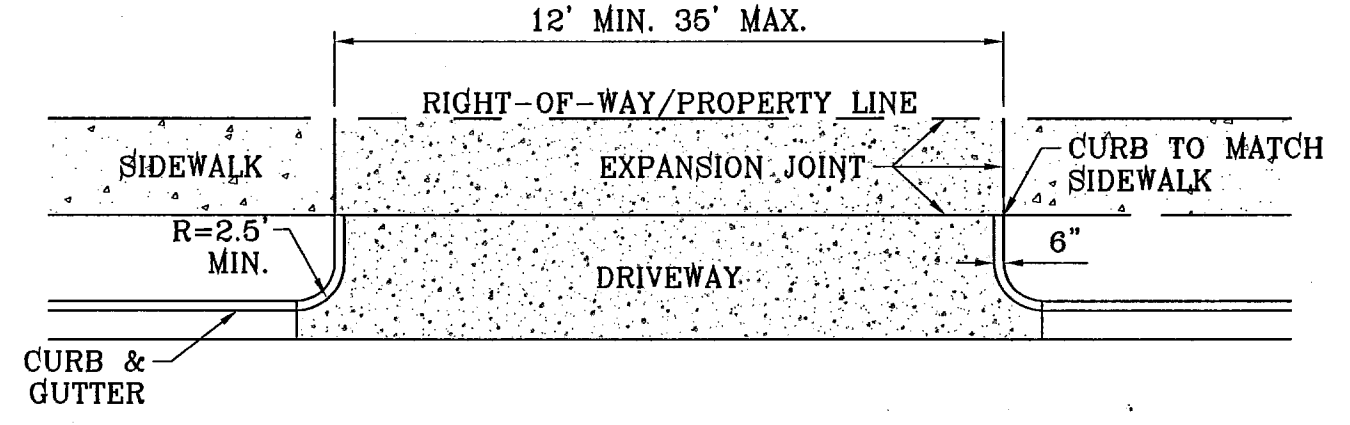 12' MIN. 35' MAX.
RIGHT-OF-WAY/PROPERTY LINE
SIDEWALK
EXPANSION JOINT
CURB TO MATCH
SIDEWALK
R=2.5'
MIN.
6"
DRIVEWAY
CURB &
GUTTER